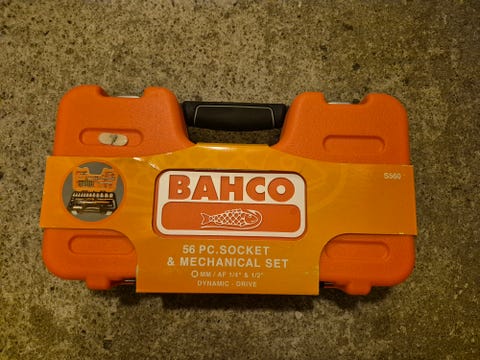 S560
BAHCO
56 PC.SOCKET
& MECHANICAL SET
MM / AF 1/4" & 1/2"
DYNAMIC - DRIVE